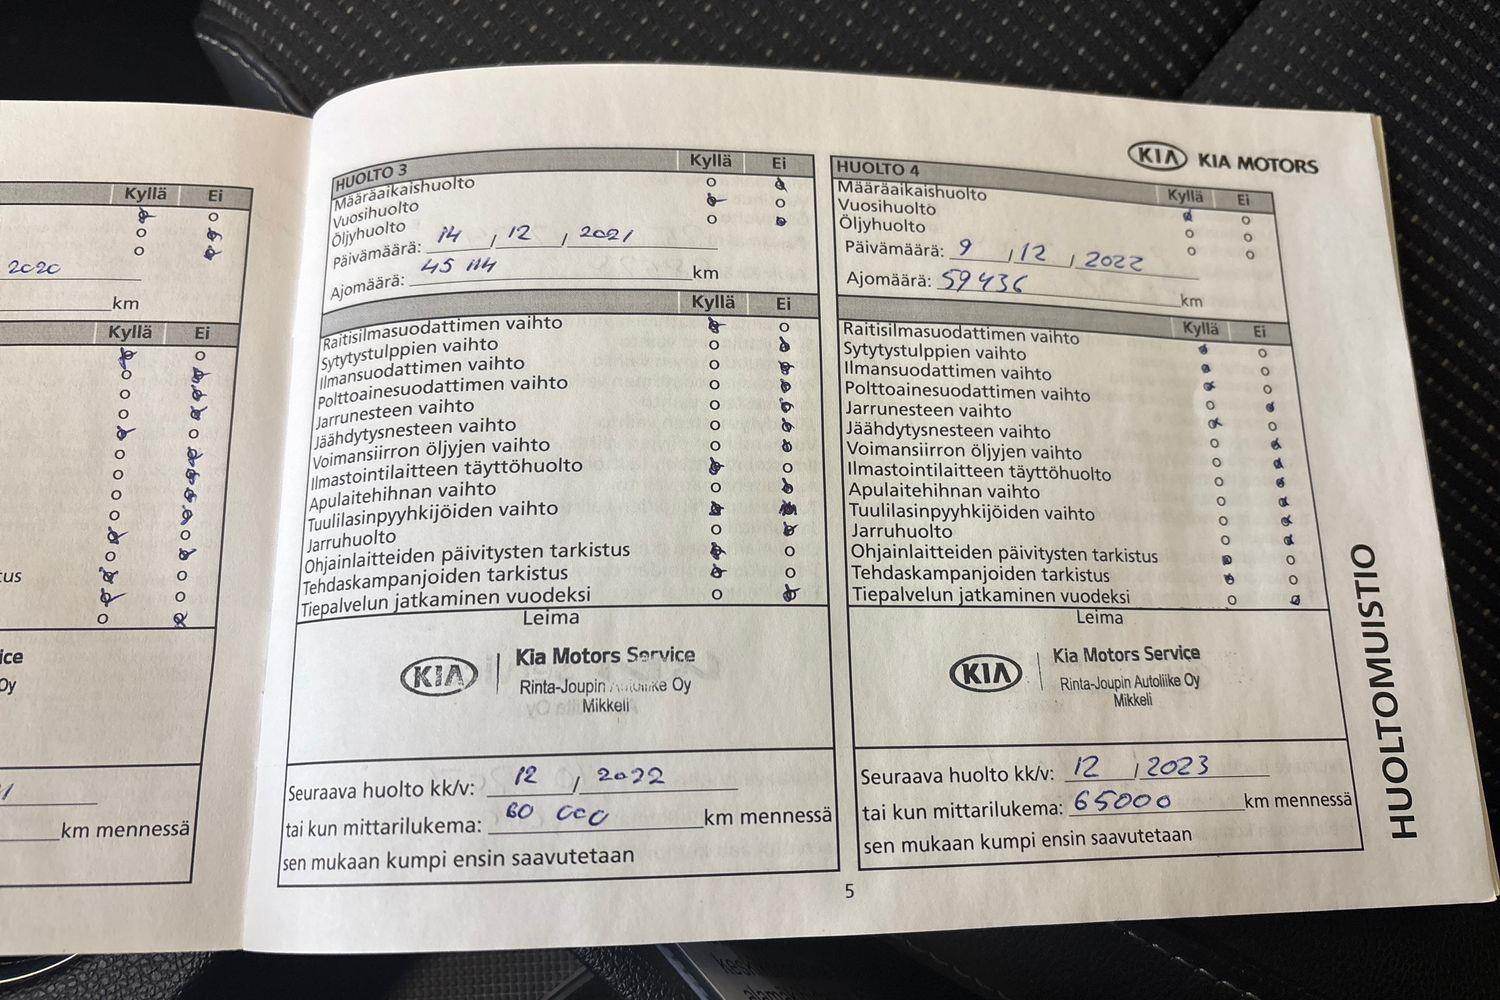 Kyllä Ei
2020
km
Kyllä Ei
km mennessä
HUOLTO 3 Kyllä Ei
Määräaikaishuolto
Vuosihuolto
Öljyhuolto
Päivämäärä: 14 / 12 / 2021
Ajomäärä: 45 114 km
Kyllä Ei
Raitisilmasuodattimen vaihto
Sytytystulppien vaihto
Ilmansuodattimen vaihto
Polttoainesuodattimen vaihto
Jarrunesteen vaihto
Jäähdytysnesteen vaihto
Voimansiirron öljyjen vaihto
Ilmastointilaitteen täyttöhuolto
Apulaitehihnan vaihto
Tuulilasinpyyhkijöiden vaihto
Jarruhuolto
Ohjainlaitteiden päivitysten tarkistus
Tehdaskampanjoiden tarkistus
Tiepalvelun jatkaminen vuodeksi
Leima
KIA Kia Motors Service
Rinta-Joupin Autoliike Oy
Mikkeli
Seuraava huolto kk/v: 12 / 2022
tai kun mittarilukema: 60 000 km mennessä
sen mukaan kumpi ensin saavutetaan
KIA KIA MOTORS
HUOLTO 4 Kyllä Ei
Määräaikaishuolto
Vuosihuolto
Öljyhuolto
Päivämäärä: 9 / 12 / 2022
Ajomäärä: 59436 km
Kyllä Ei
Raitisilmasuodattimen vaihto
Sytytystulppien vaihto
Ilmansuodattimen vaihto
Polttoainesuodattimen vaihto
Jarrunesteen vaihto
Jäähdytysnesteen vaihto
Voimansiirron öljyjen vaihto
Ilmastointilaitteen täyttöhuolto
Apulaitehihnan vaihto
Tuulilasinpyyhkijöiden vaihto
Jarruhuolto
Ohjainlaitteiden päivitysten tarkistus
Tehdaskampanjoiden tarkistus
Tiepalvelun jatkaminen vuodeksi
Leima
KIA Kia Motors Service
Rinta-Joupin Autoliike Oy
Mikkeli
Seuraava huolto kk/v: 12 / 2023
tai kun mittarilukema: 65000 km mennessä
sen mukaan kumpi ensin saavutetaan
HUOLTOMUISTIO
5